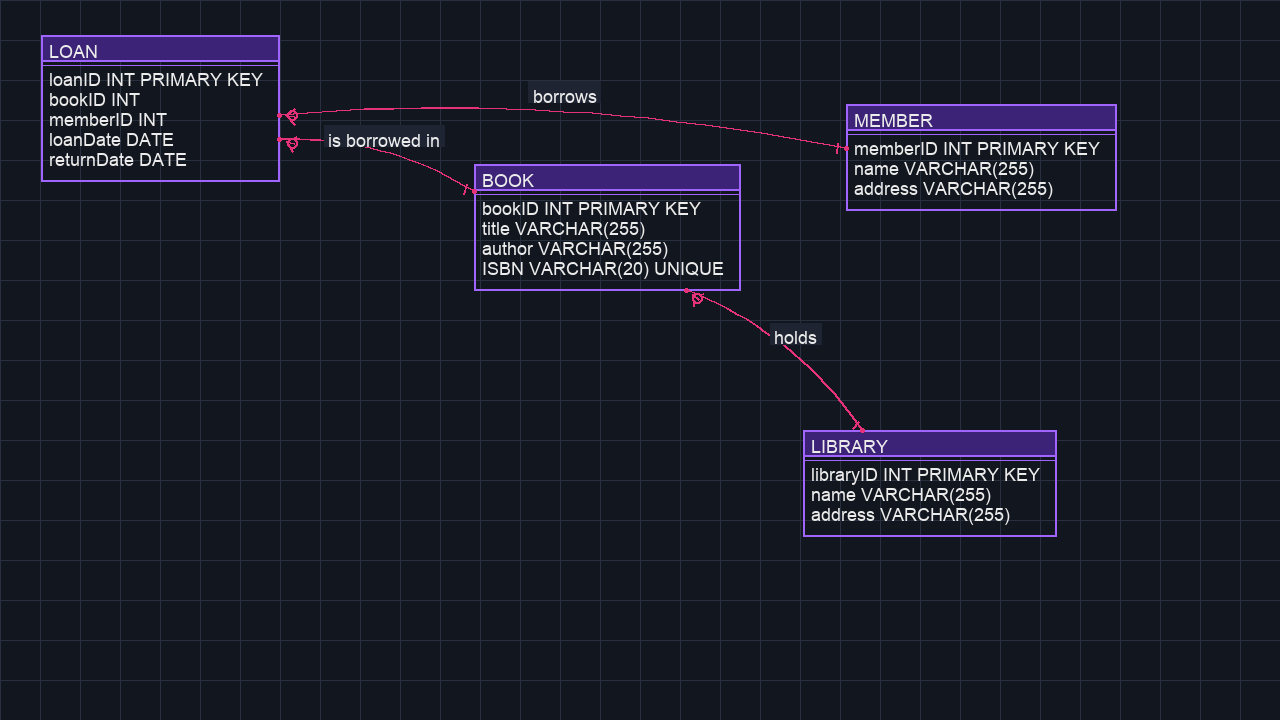 LOAN
loanID INT PRIMARY KEY
bookID INT
memberID INT
loanDate DATE
returnDate DATE
borrows
is borrowed in
MEMBER
memberID INT PRIMARY KEY
name VARCHAR(255)
address VARCHAR(255)
BOOK
bookID INT PRIMARY KEY
title VARCHAR(255)
author VARCHAR(255)
ISBN VARCHAR(20) UNIQUE
holds
LIBRARY
libraryID INT PRIMARY KEY
name VARCHAR(255)
address VARCHAR(255)